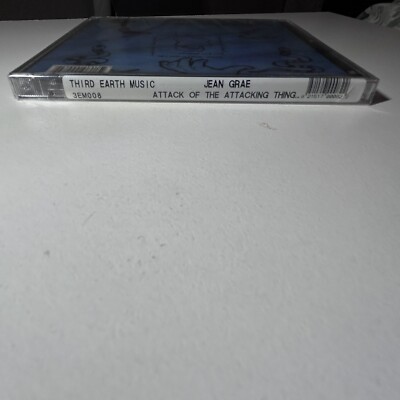 THIRD EARTH MUSIC JEAN GRAE
3EM008 ATTACK OF THE ATTACKING THING...